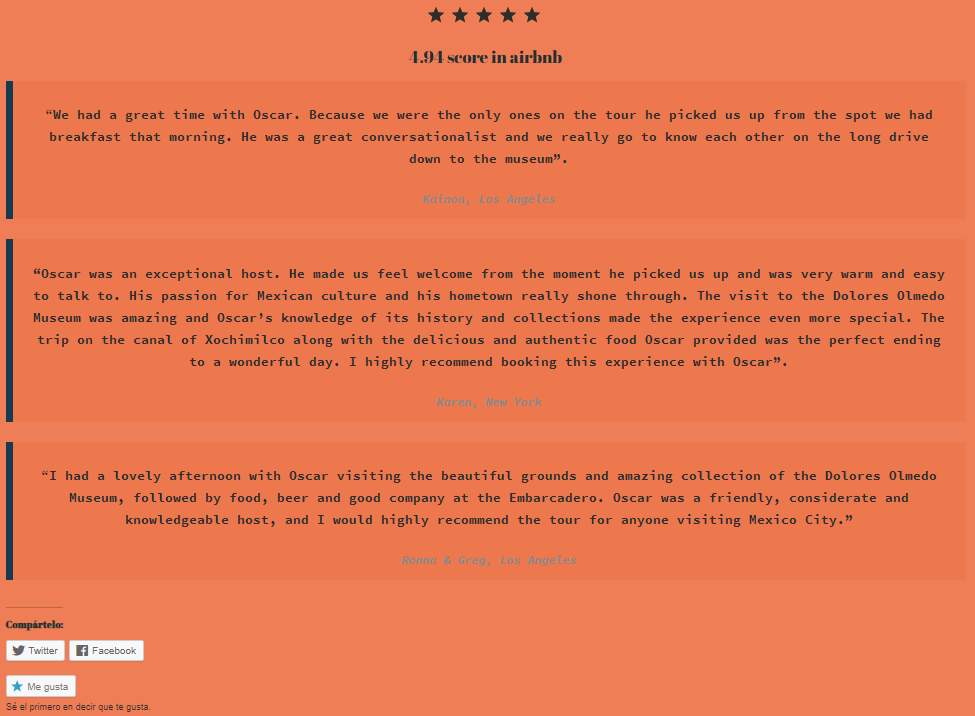 4.94 score in airbnb
“We had a great time with Oscar. Because we were the only ones on the tour he picked us up from the spot we had
breakfast that morning. He was a great conversationalist and we really go to know each other on the long drive
down to the museum”.
Kainoa, Los Angeles
“Oscar was an exceptional host. He made us feel welcome from the moment he picked us up and was very warm and easy
to talk to. His passion for Mexican culture and his hometown really shone through. The visit to the Dolores Olmedo
Museum was amazing and Oscar’s knowledge of its history and collections made the experience even more special. The
trip on the canal of Xochimilco along with the delicious and authentic food Oscar provided was the perfect ending
to a wonderful day. I highly recommend booking this experience with Oscar”.
Karen, New York
“I had a lovely afternoon with Oscar visiting the beautiful grounds and amazing collection of the Dolores Olmedo
Museum, followed by food, beer and good company at the Embarcadero. Oscar was a friendly, considerate and
knowledgeable host, and I would highly recommend the tour for anyone visiting Mexico City.”
Ronna & Greg, Los Angeles
Compártelo:
Twitter Facebook
Me gusta
Sé el primero en decir que te gusta.